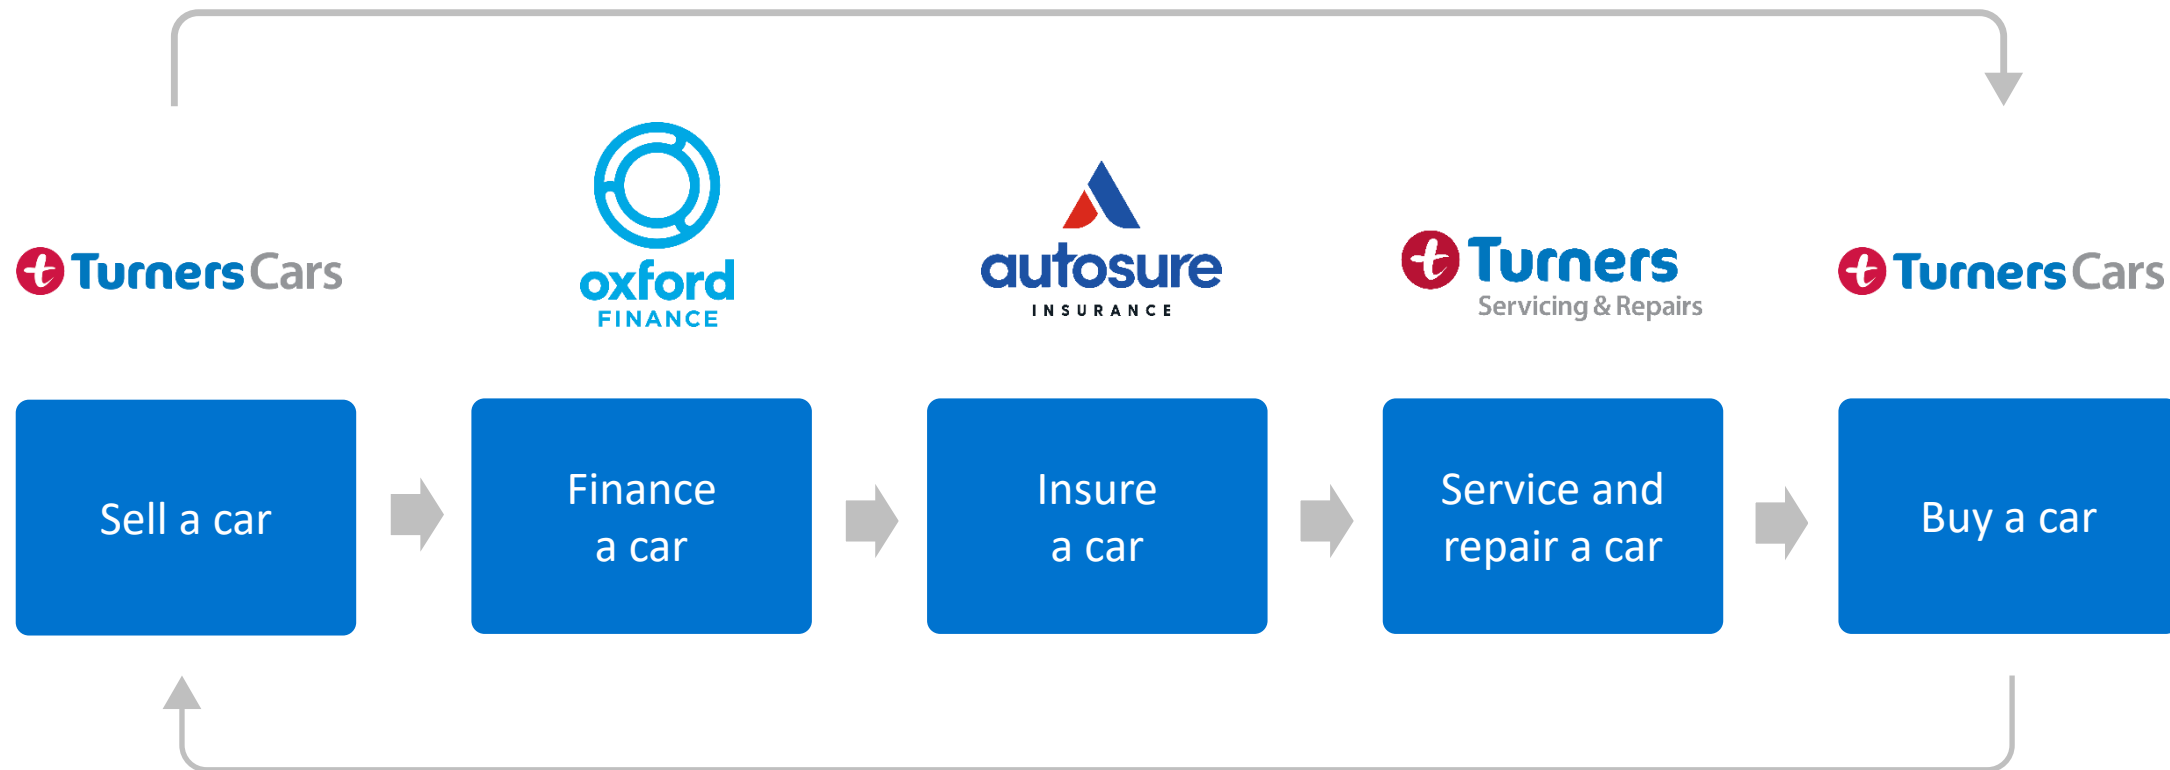 Turners Cars
oxford
FINANCE
autosure
INSURANCE
Turners
Servicing & Repairs
Turners Cars
Sell a car
Finance
a car
Insure
a car
Service and
repair a car
Buy a car